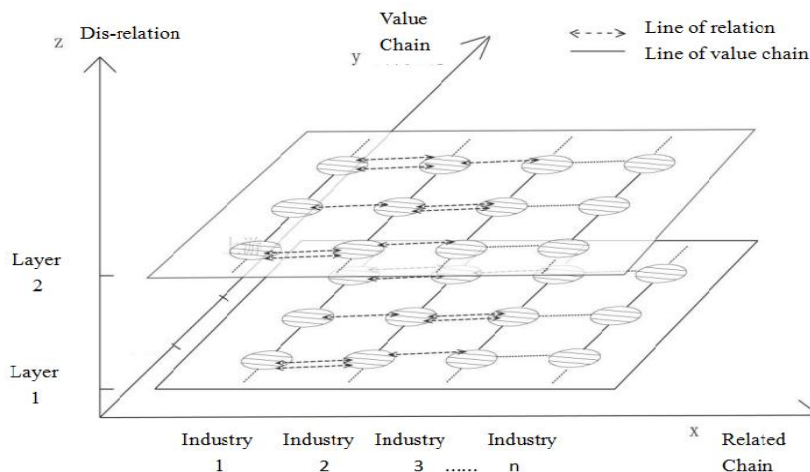 z
Dis-relation
Value
Chain
y
Line of relation
Line of value chain
Layer
2
Layer
1
x
Industry
1
Industry
2
Industry
3
......
Industry
n
Related
Chain